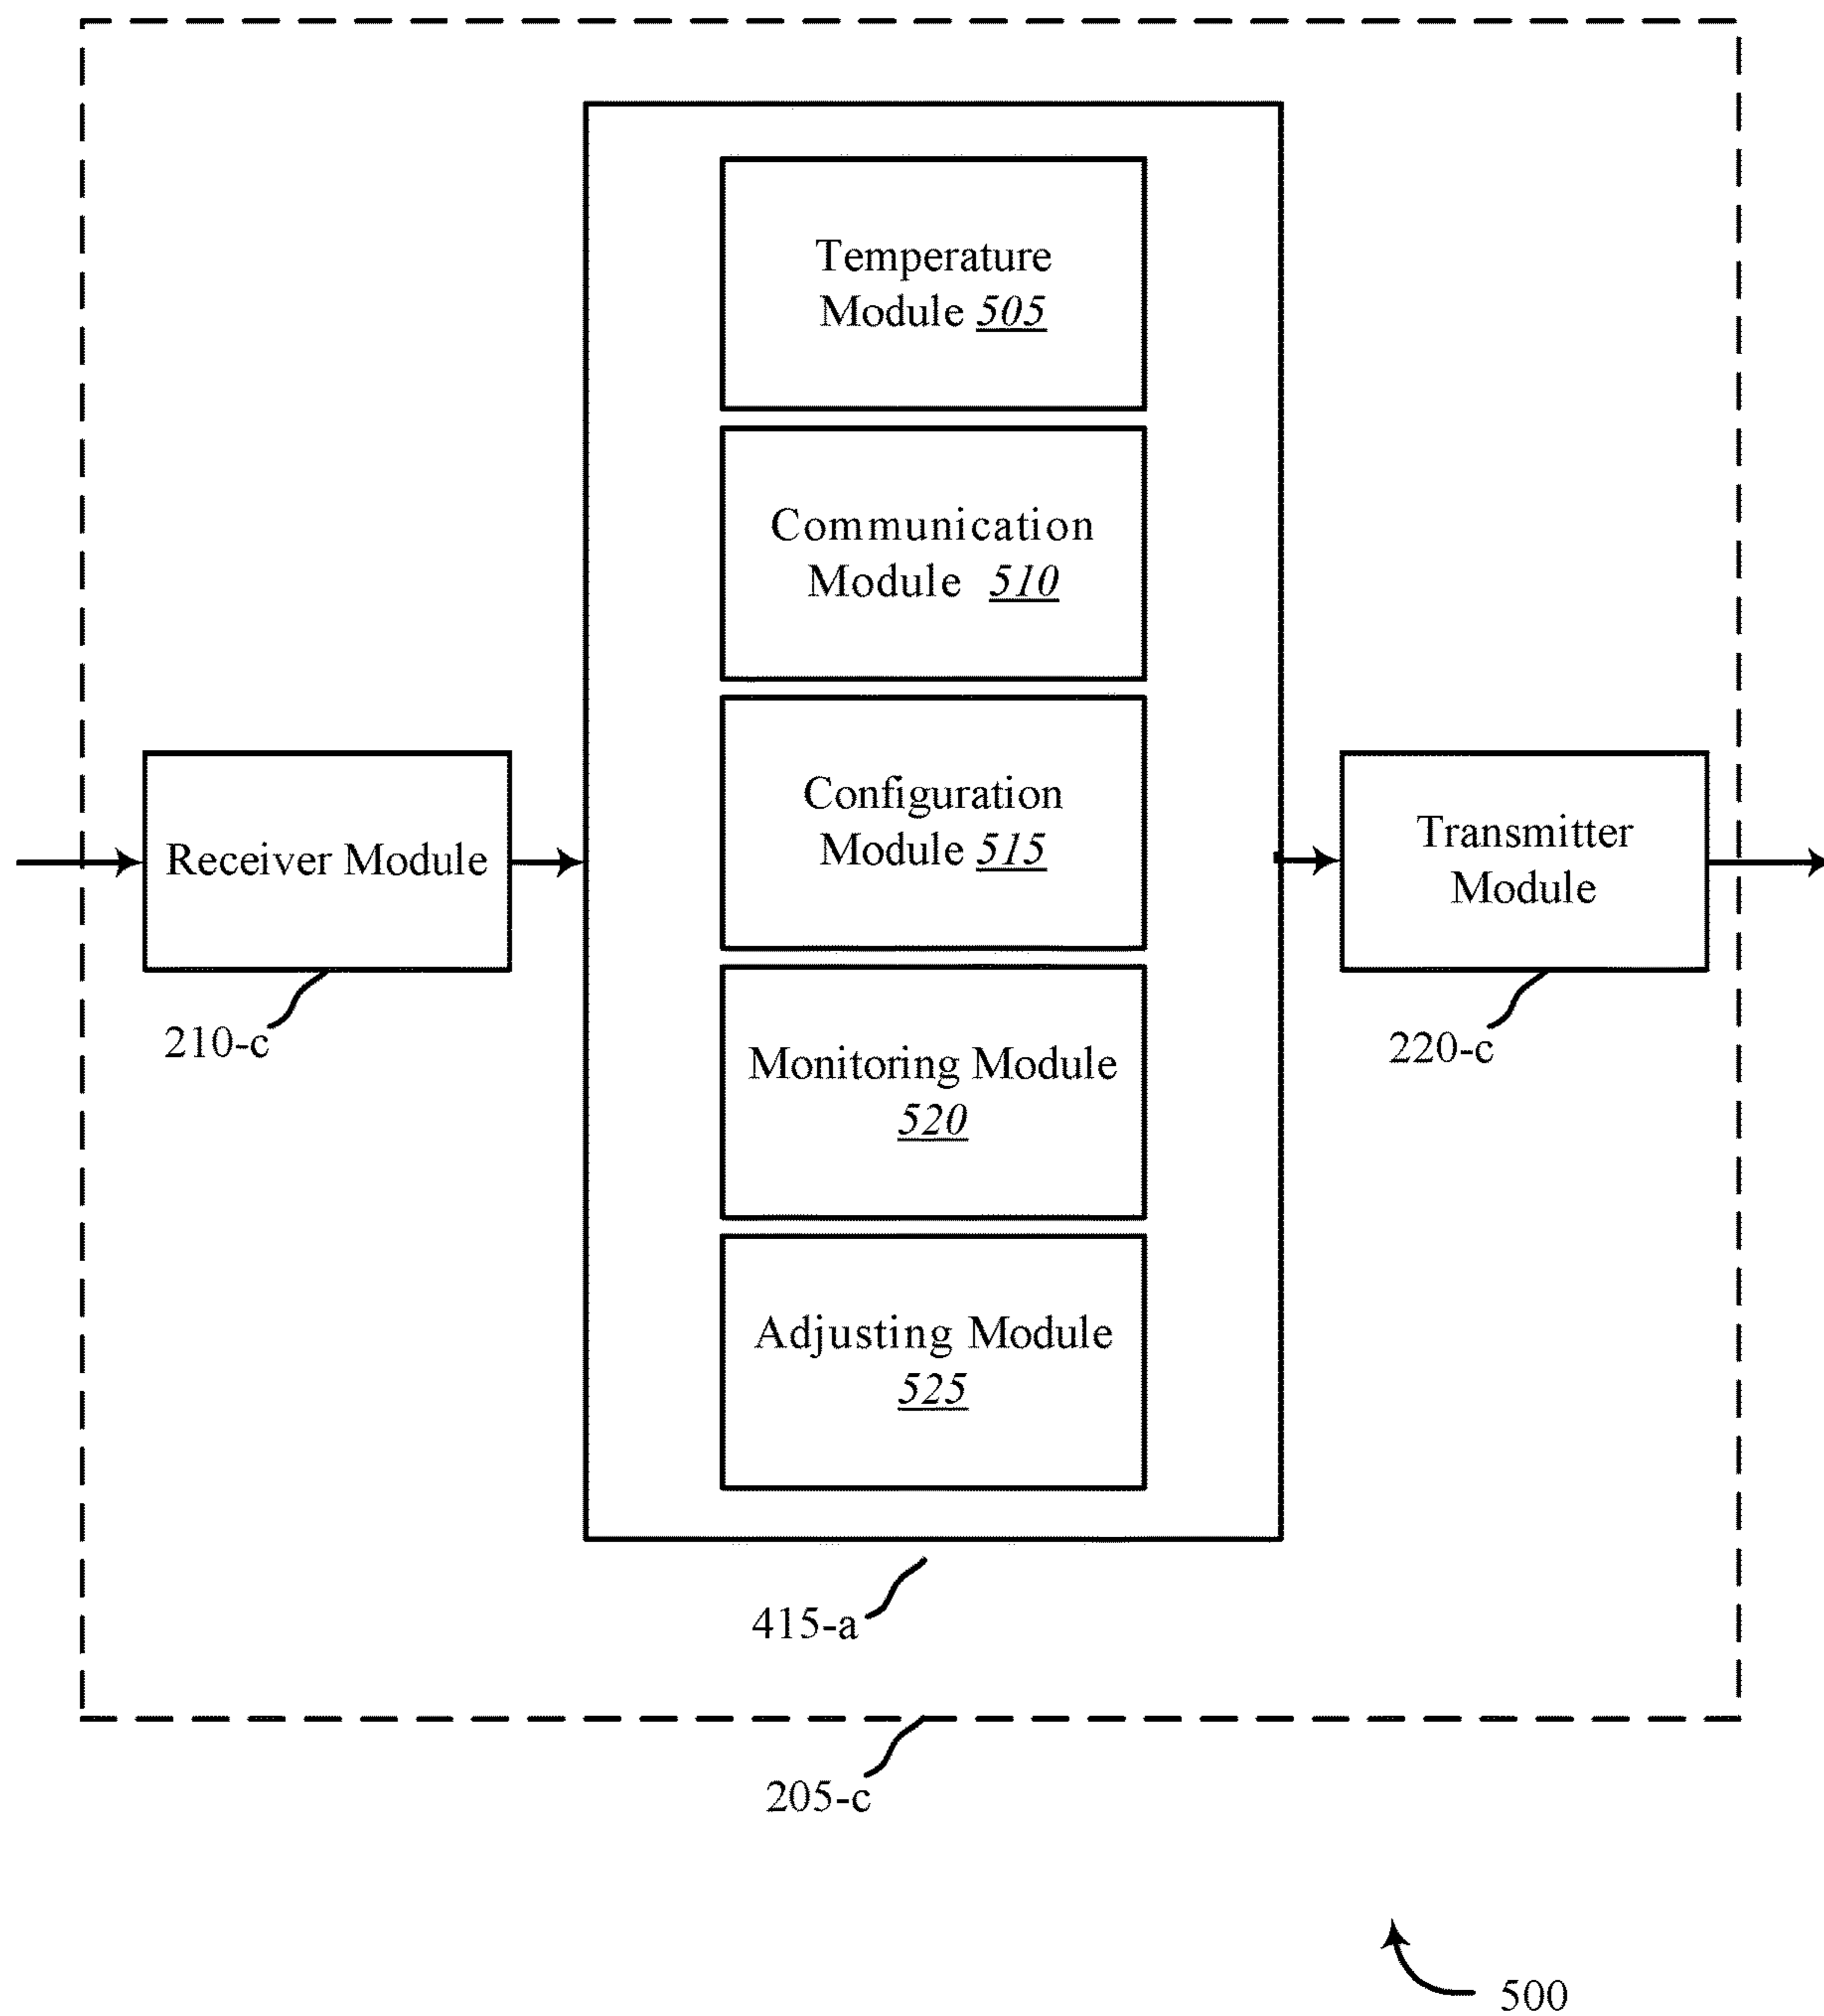 Temperature
Module 505
Communication
Module 510
Configuration
Module 515
Receiver Module
Transmitter
Module
210-c
220-c
Monitoring Module
520
Adjusting Module
525
415-a
205-c
500